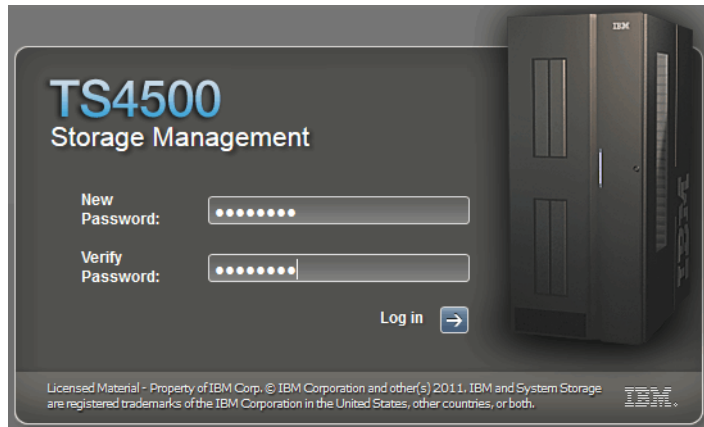 IBM
TS4500
Storage Management
New
Password:
••••••••
Verify
Password:
••••••••
Log in
IBM
Licensed Material - Property of IBM Corp. © IBM Corporation and other(s) 2011. IBM and System Storage
are registered trademarks of the IBM Corporation in the United States, other countries, or both.
IBM.